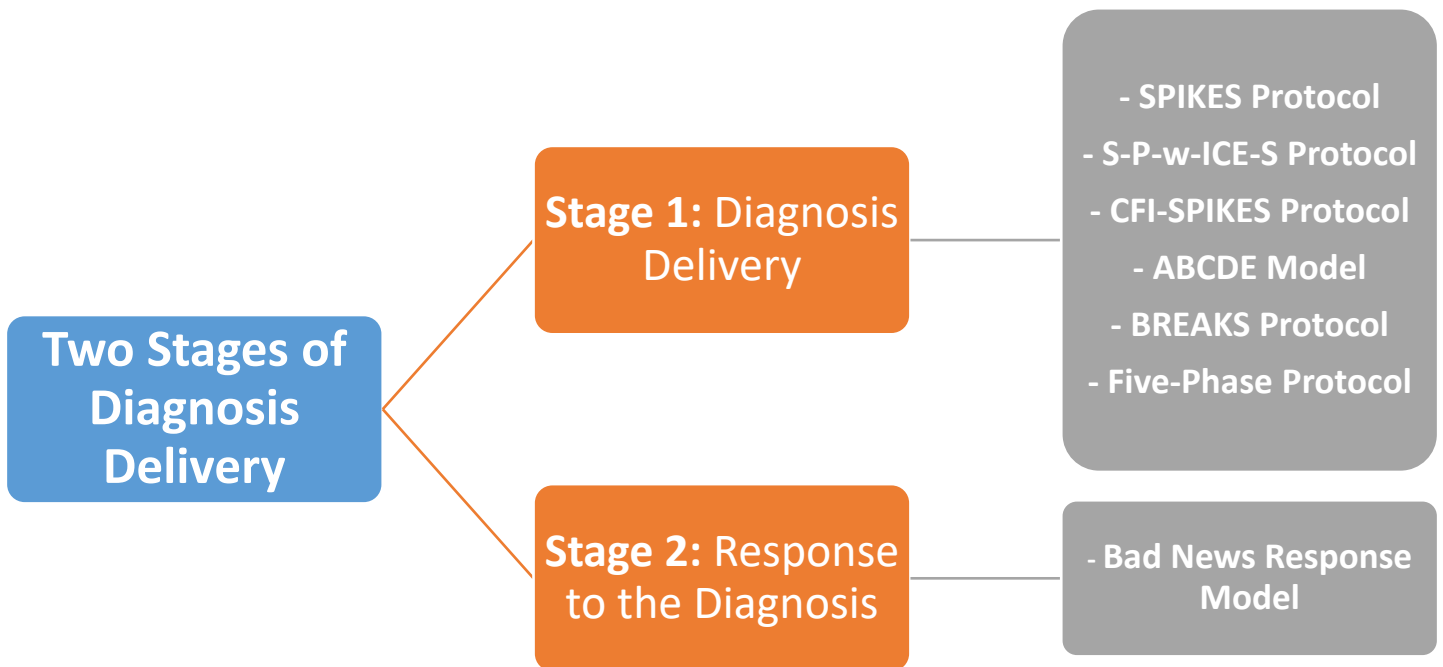 Two Stages of
Diagnosis
Delivery
Stage 1: Diagnosis
Delivery
- SPIKES Protocol
- S-P-w-ICE-S Protocol
- CFI-SPIKES Protocol
- ABCDE Model
- BREAKS Protocol
- Five-Phase Protocol
Stage 2: Response
to the Diagnosis
- Bad News Response
Model